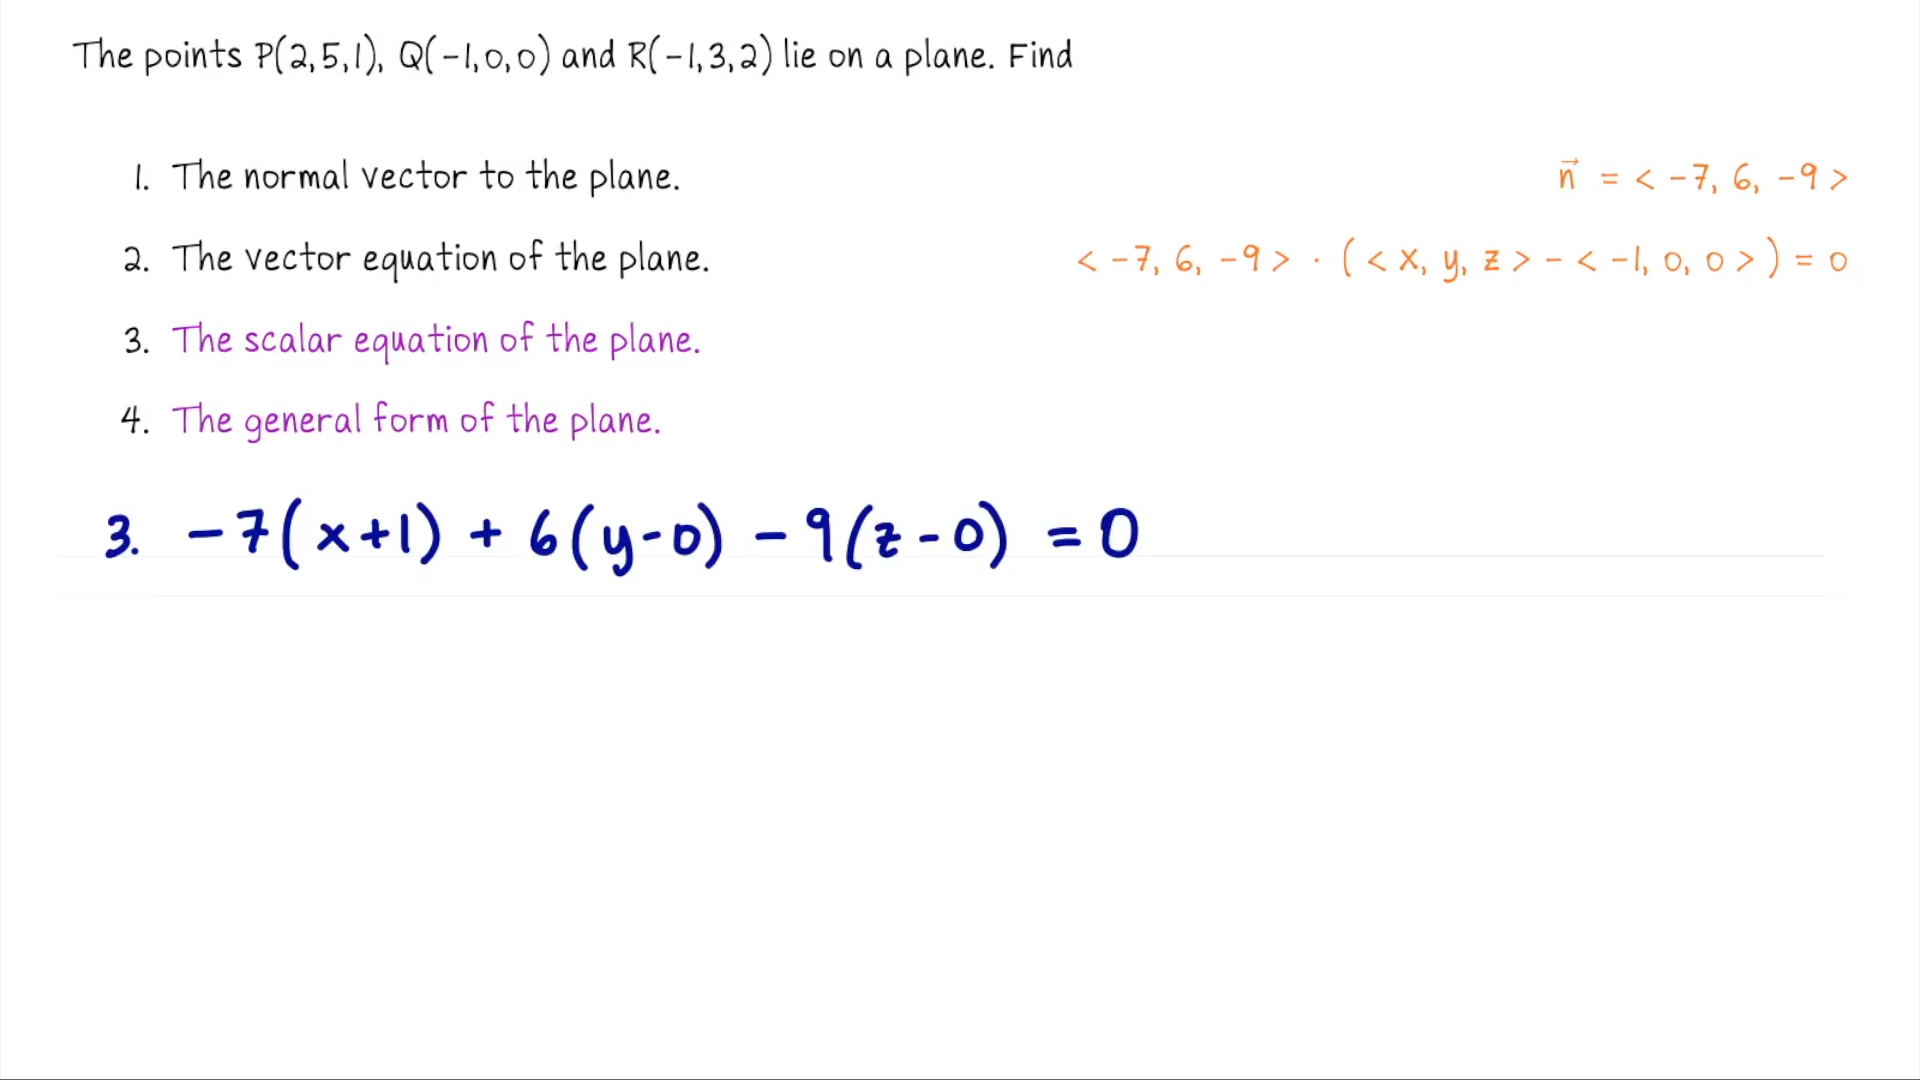 The points P(2,5,1), Q(-1,0,0) and R(-1,3,2) lie on a plane. Find
1. The normal vector to the plane. n⃗ = < -7, 6, -9 >
2. The vector equation of the plane. < -7, 6, -9 > · ( < x, y, z > - < -1, 0, 0 > ) = 0
3. The scalar equation of the plane.
4. The general form of the plane.
3. -7(x+1) + 6(y-0) - 9(z-0) = 0